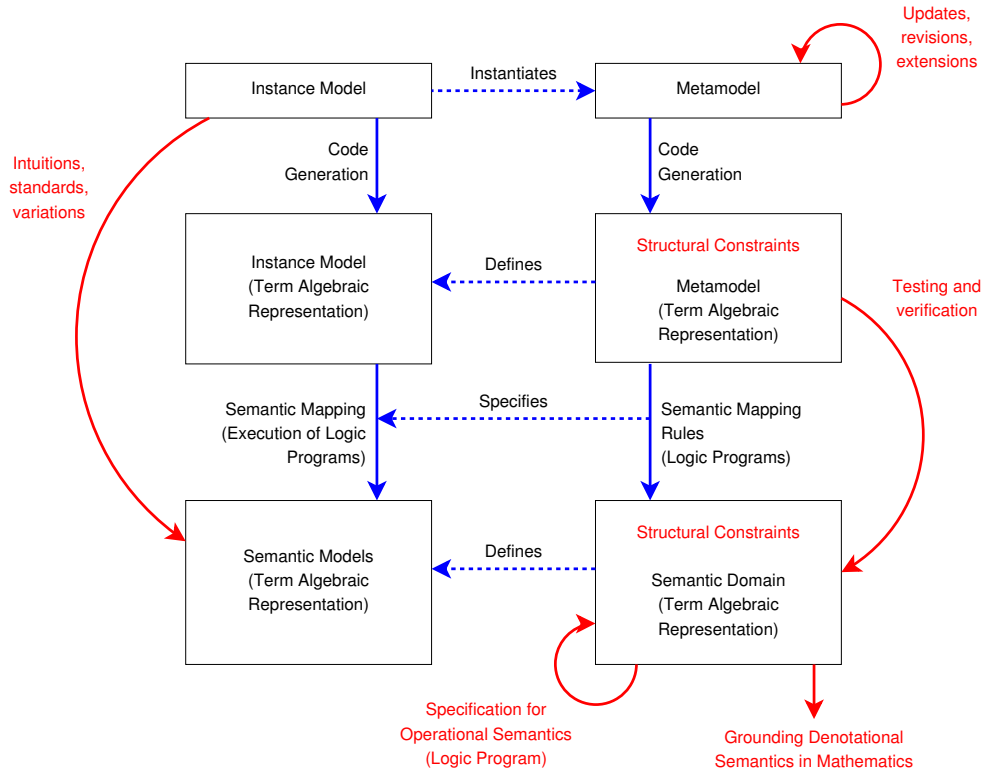 Updates,
revisions,
extensions
Instance Model
Instantiates
Metamodel
Intuitions,
standards,
variations
Code
Generation
Code
Generation
Instance Model
(Term Algebraic
Representation)
Defines
Structural Constraints
Metamodel
(Term Algebraic
Representation)
Testing and
verification
Semantic Mapping
(Execution of Logic
Programs)
Specifies
Semantic Mapping
Rules
(Logic Programs)
Semantic Models
(Term Algebraic
Representation)
Defines
Structural Constraints
Semantic Domain
(Term Algebraic
Representation)
Specification for
Operational Semantics
(Logic Program)
Grounding Denotational
Semantics in Mathematics